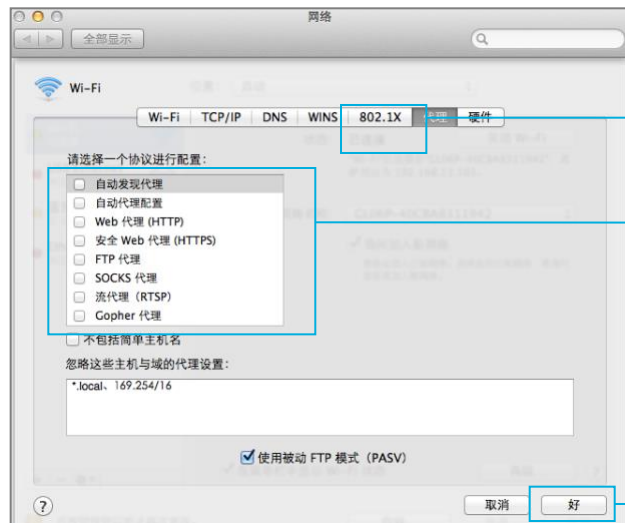 网络
全部显示
Wi-Fi
Wi-Fi TCP/IP DNS WINS 802.1X 代理 硬件
请选择一个协议进行配置：
自动发现代理
自动代理配置
Web 代理 (HTTP)
安全 Web 代理 (HTTPS)
FTP 代理
SOCKS 代理
流代理（RTSP）
Gopher 代理
不包括简单主机名
忽略这些主机与域的代理设置：
*.local、169.254/16
使用被动 FTP 模式（PASV）
?
取消 好